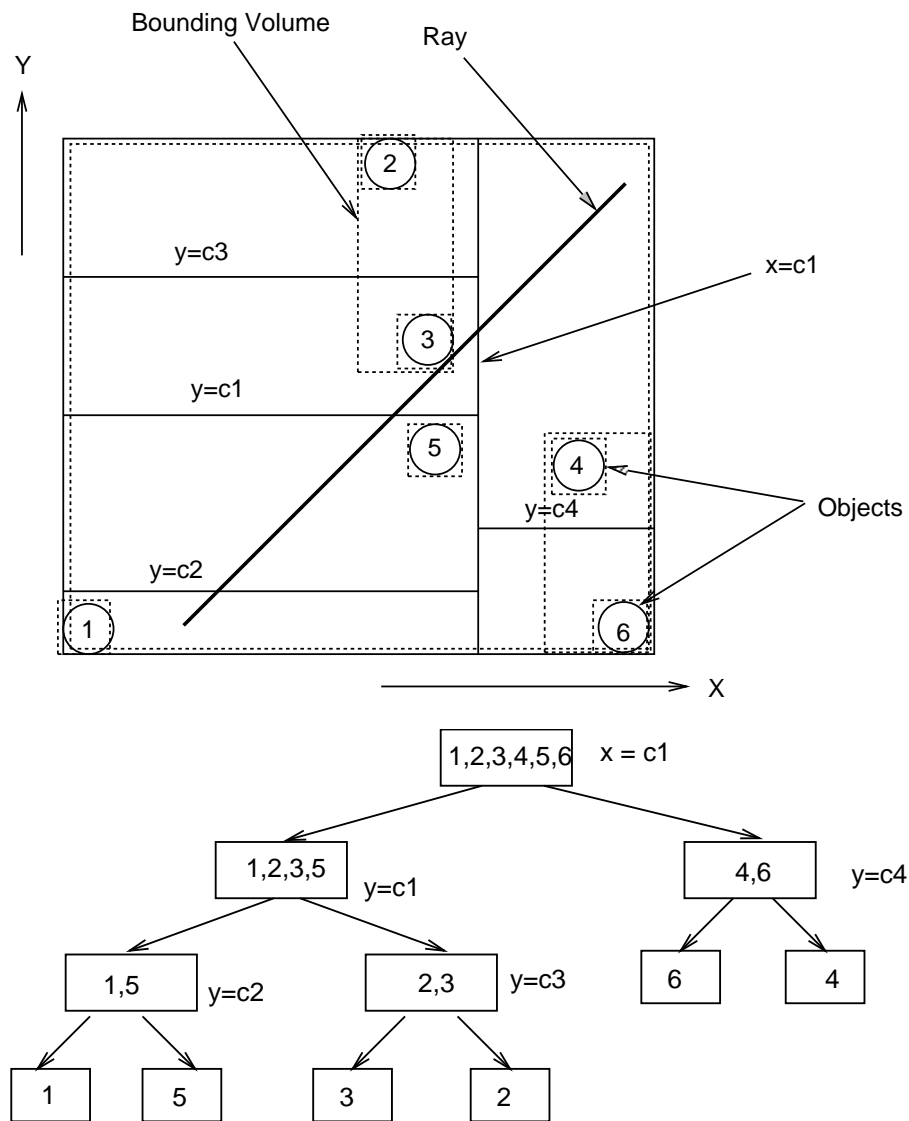 Bounding Volume
Ray
Y
2
y=c3
x=c1
3
y=c1
5
4
y=c4
Objects
y=c2
1
6
X
1,2,3,4,5,6 x = c1
1,2,3,5 y=c1
4,6 y=c4
1,5 y=c2
2,3 y=c3
6
4
1
5
3
2